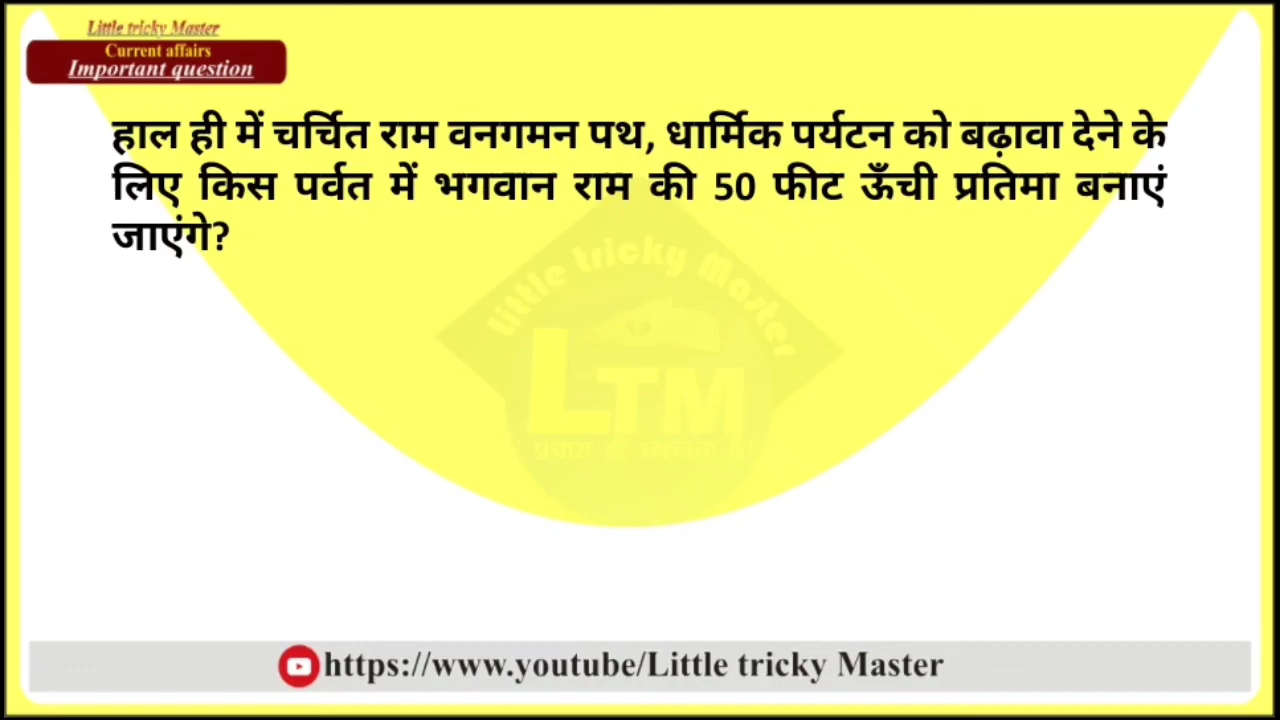 Little tricky Master
Current affairs
Important question
हाल ही में चर्चित राम वनगमन पथ, धार्मिक पर्यटन को बढ़ावा देने के
लिए किस पर्वत में भगवान राम की 50 फीट ऊँची प्रतिमा बनाएं
जाएंगे?
Little tricky Master
LTM
https://www.youtube/Little tricky Master